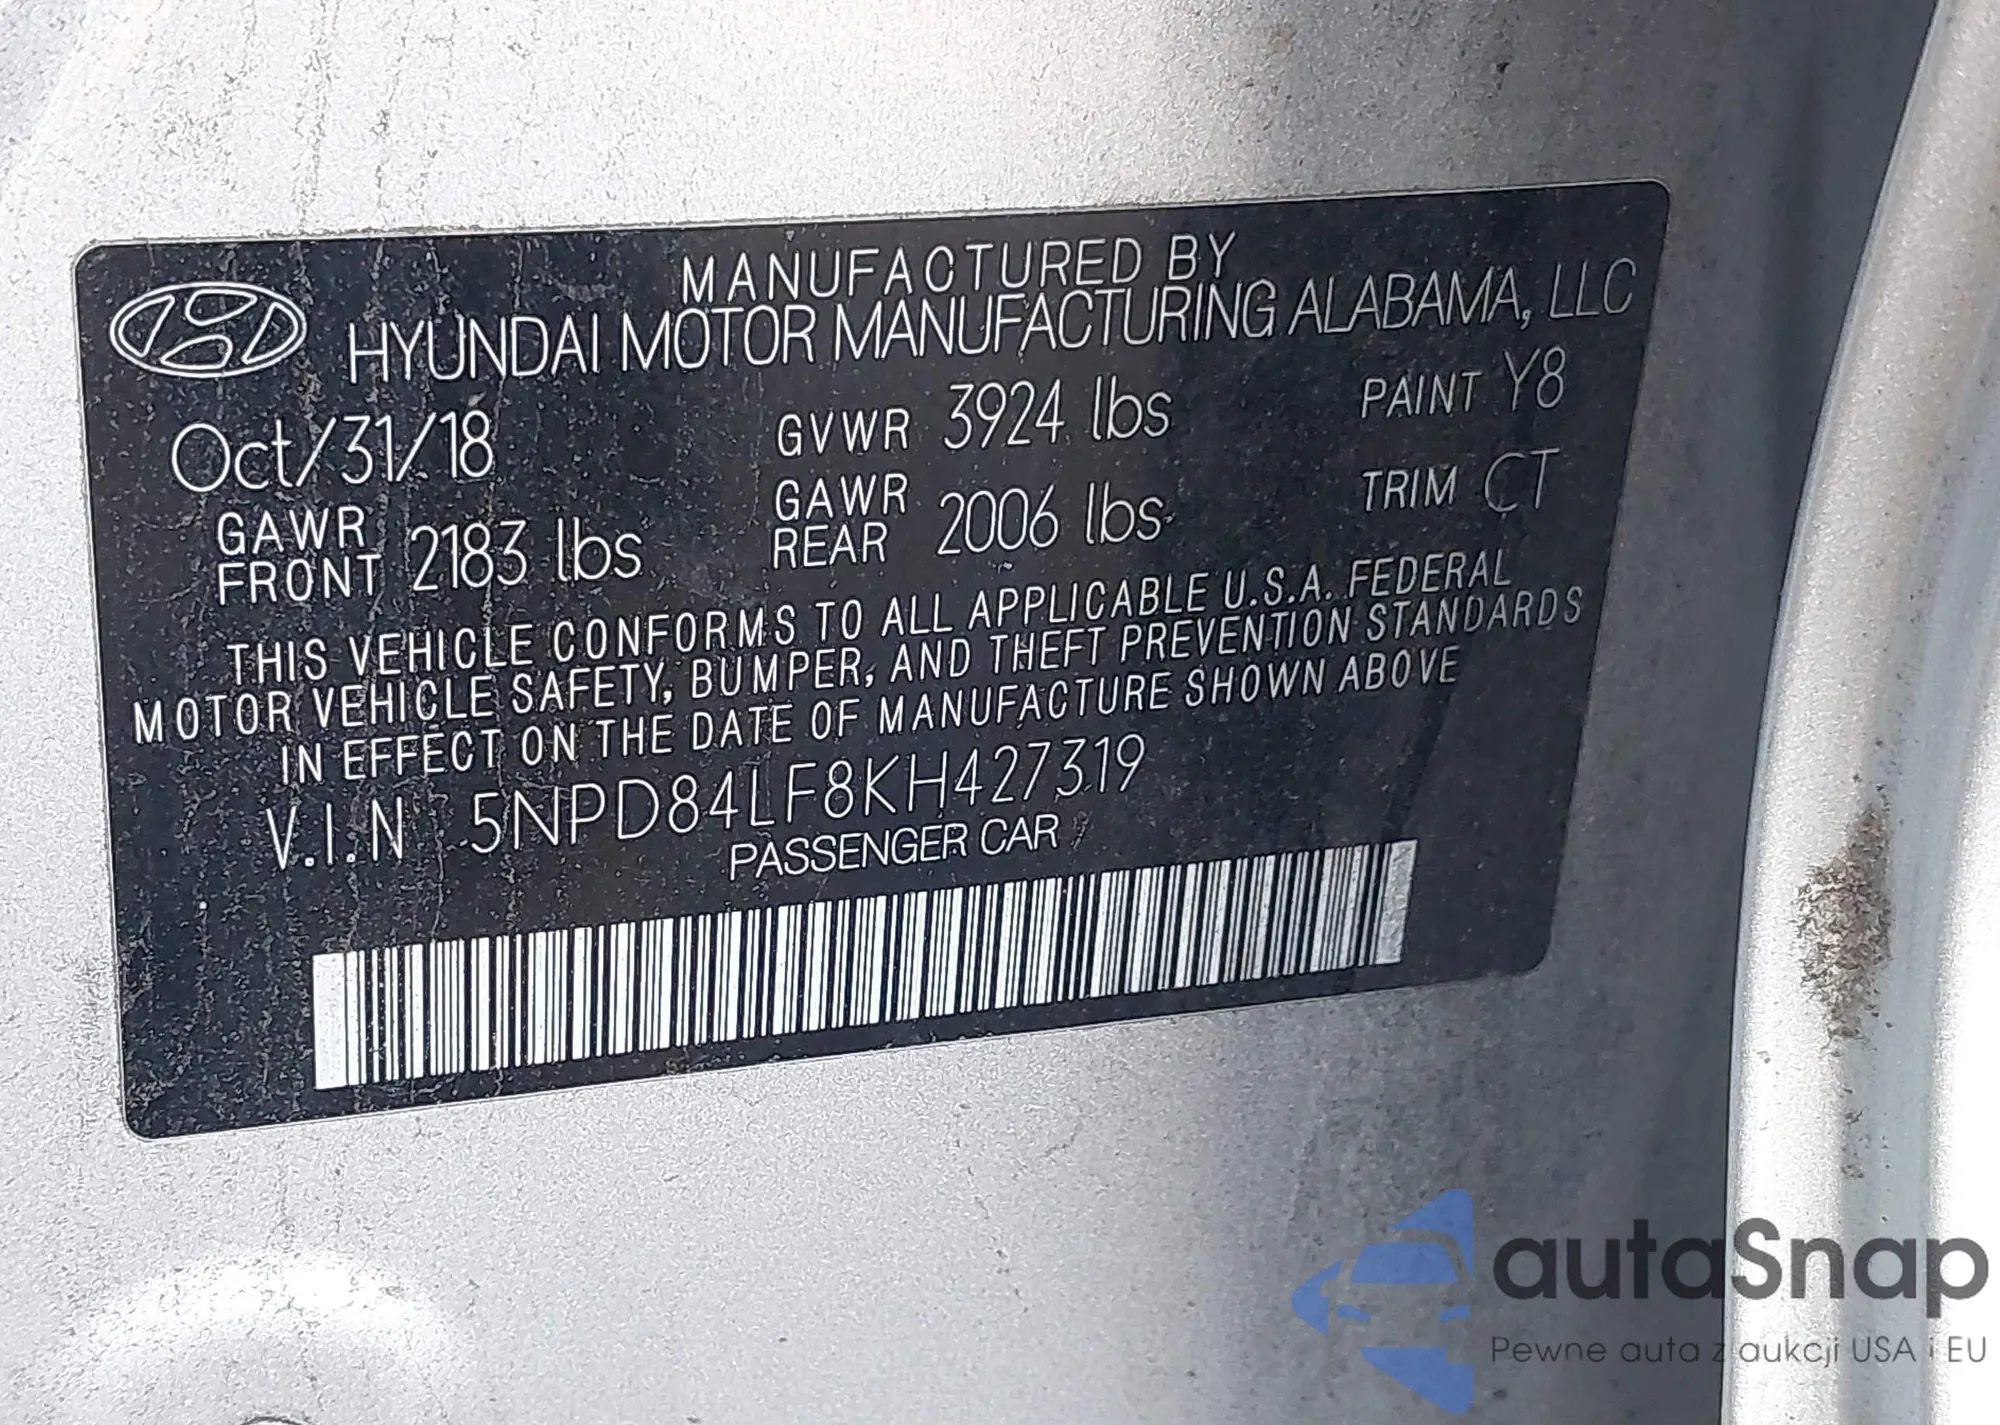 MANUFACTURED BY
HYUNDAI MOTOR MANUFACTURING ALABAMA, LLC
Oct/31/18 GVWR 3924 lbs PAINT Y8
GAWR FRONT 2183 lbs GAWR REAR 2006 lbs TRIM CT
THIS VEHICLE CONFORMS TO ALL APPLICABLE U.S.A. FEDERAL
MOTOR VEHICLE SAFETY, BUMPER, AND THEFT PREVENTION STANDARDS
IN EFFECT ON THE DATE OF MANUFACTURE SHOWN ABOVE
V.I.N 5NPD84LF8KH427319
PASSENGER CAR
autaSnap
Pewne auta z aukcji USA i EU